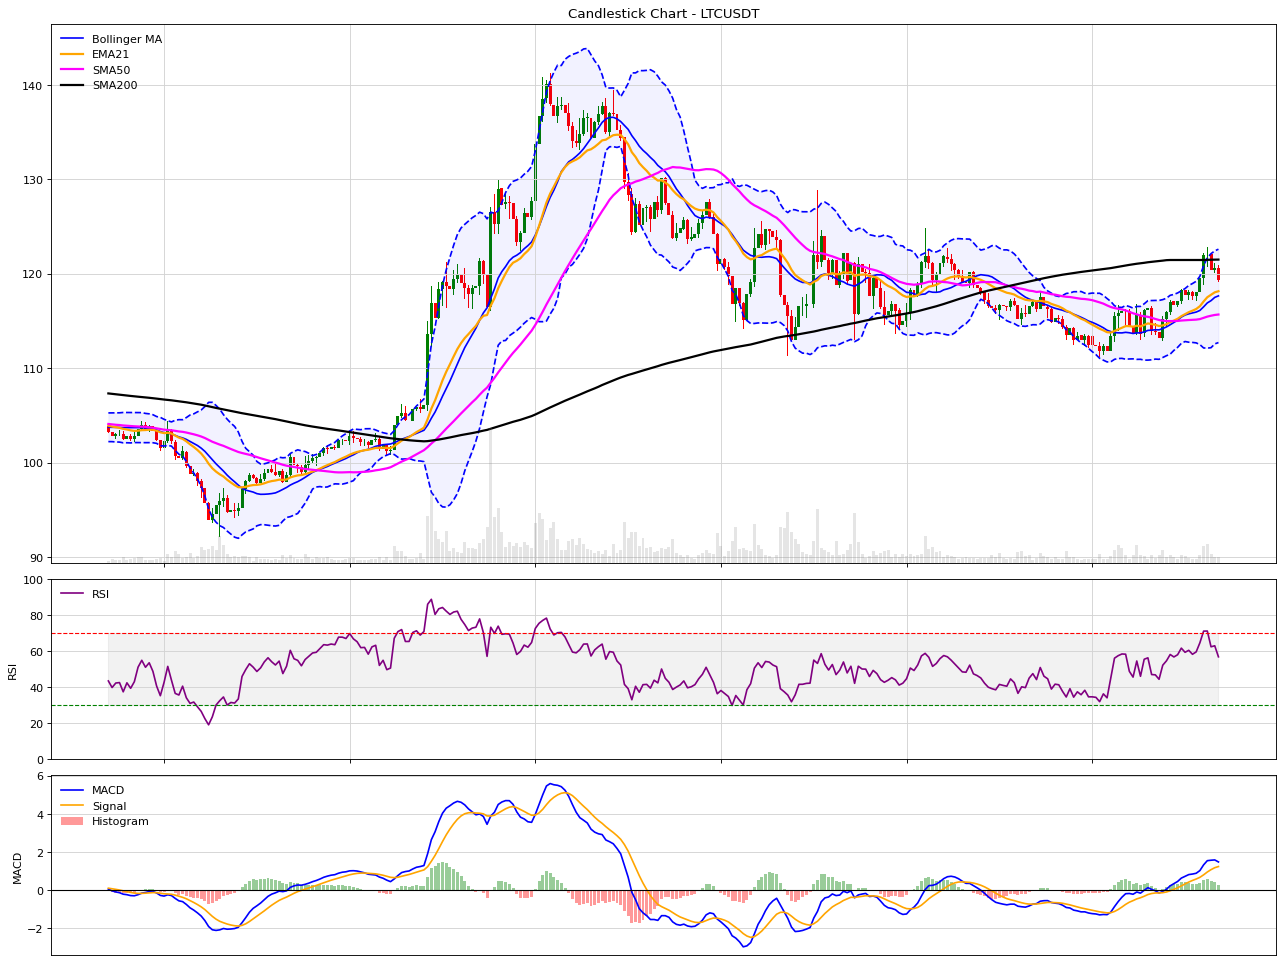 Candlestick Chart - LTCUSDT
Bollinger MA
EMA21
SMA50
SMA200
140
130
120
110
100
90
RSI
100
80
60
40
20
0
RSI
MACD
Signal
Histogram
6
4
2
0
−2
MACD